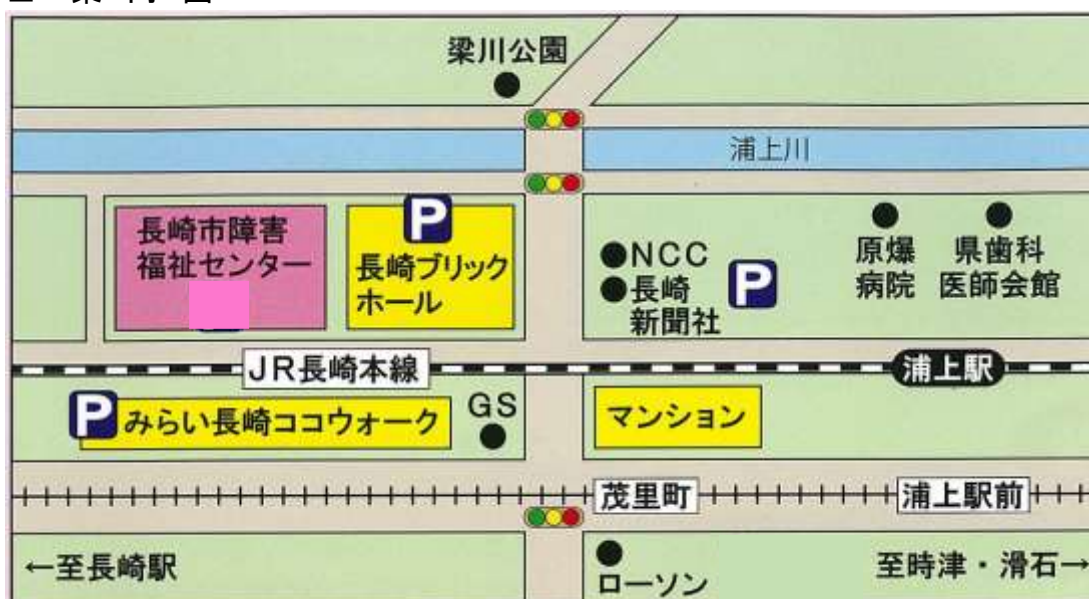 梁川公園
浦上川
長崎市障害
福祉センター
P
長崎ブリック
ホール
NCC
長崎
新聞社
P
原爆
病院
県歯科
医師会館
JR長崎本線
浦上駅
P
みらい長崎ココウォーク
GS
マンション
茂里町
浦上駅前
←至長崎駅
ローソン
至時津・滑石→